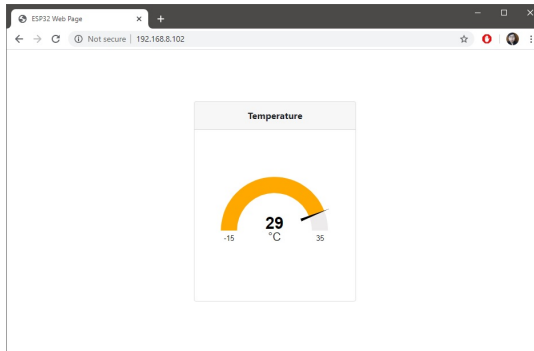 ESP32 Web Page
Not secure | 192.168.8.102
Temperature
29
°C
-15
35